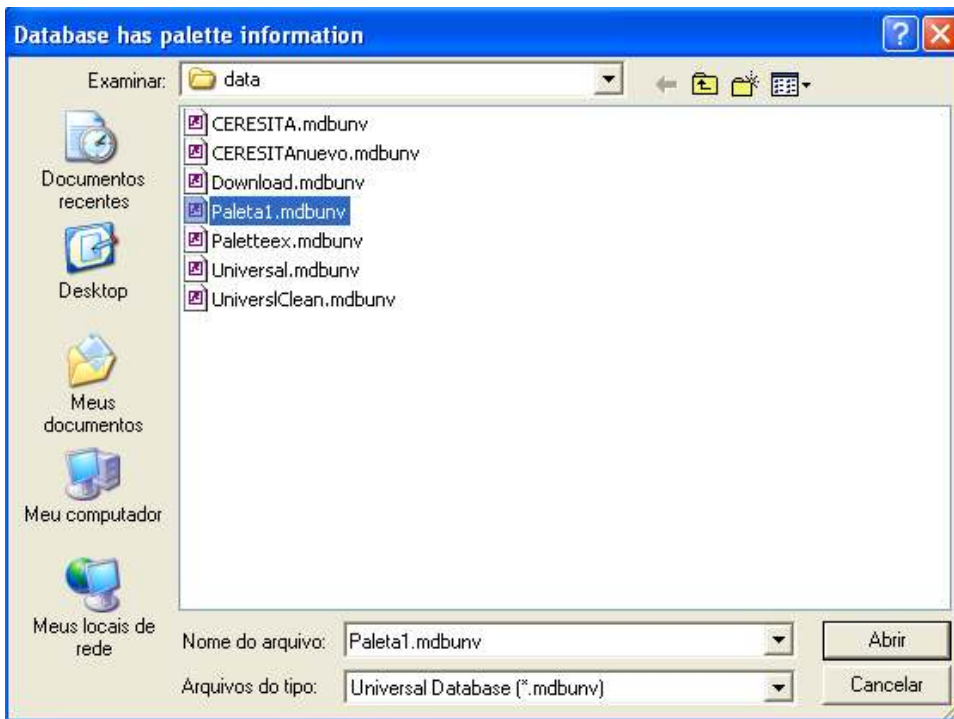 Database has palette information
Examinar: data
Documentos recentes
Desktop
Meus documentos
Meu computador
Meus locais de rede
CERESITA.mdbunv
CERESITAnuevo.mdbunv
Download.mdbunv
Paleta1.mdbunv
Paletteex.mdbunv
Universal.mdbunv
UniverslClean.mdbunv
Nome do arquivo: Paleta1.mdbunv Abrir
Arquivos do tipo: Universal Database (*.mdbunv) Cancelar